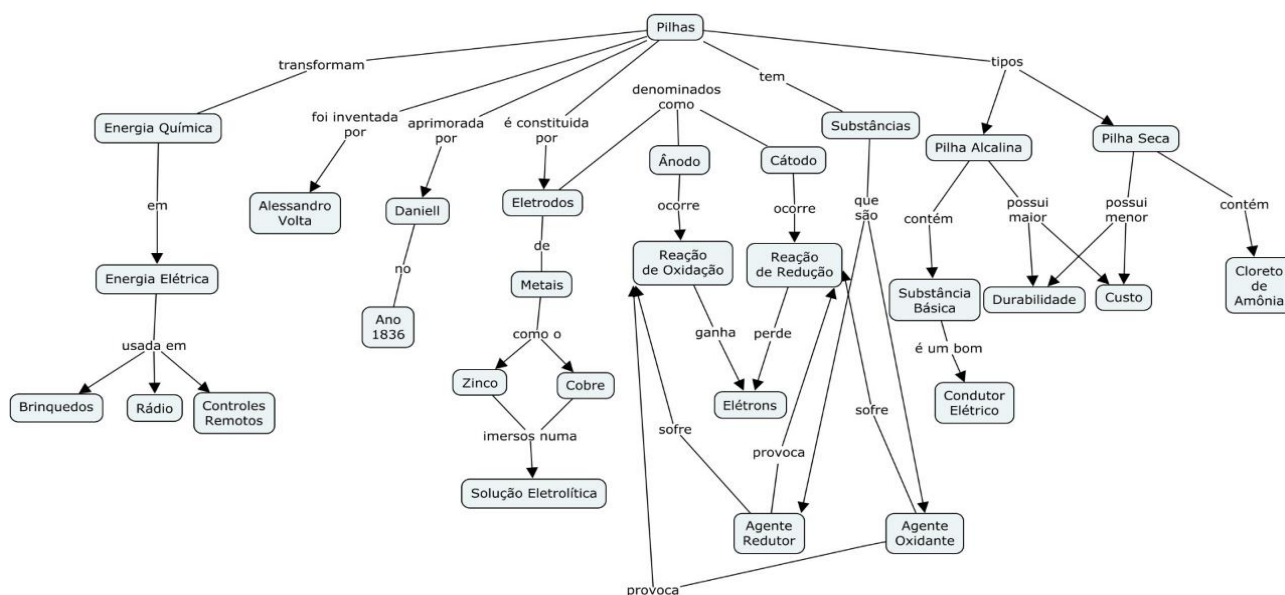 Pilhas
transformam
foi inventada
por
aprimorada
por
é constituida
por
denominados
como
tem
tipos
Energia Química
Substâncias
Pilha Alcalina
Pilha Seca
Ânodo
Cátodo
Alessandro
Volta
Daniell
Eletrodos
em
ocorre
ocorre
que
são
contém
possui
maior
possui
menor
contém
no
de
Energia Elétrica
Metais
Reação
de Oxidação
Reação
de Redução
Substância
Básica
Durabilidade
Custo
Cloreto
de
Amônia
Ano
1836
usada em
como o
ganha
perde
é um bom
Brinquedos
Rádio
Controles
Remotos
Zinco
Cobre
Elétrons
Condutor
Elétrico
imersos numa
sofre
provoca
sofre
Solução Eletrolítica
Agente
Redutor
Agente
Oxidante
provoca